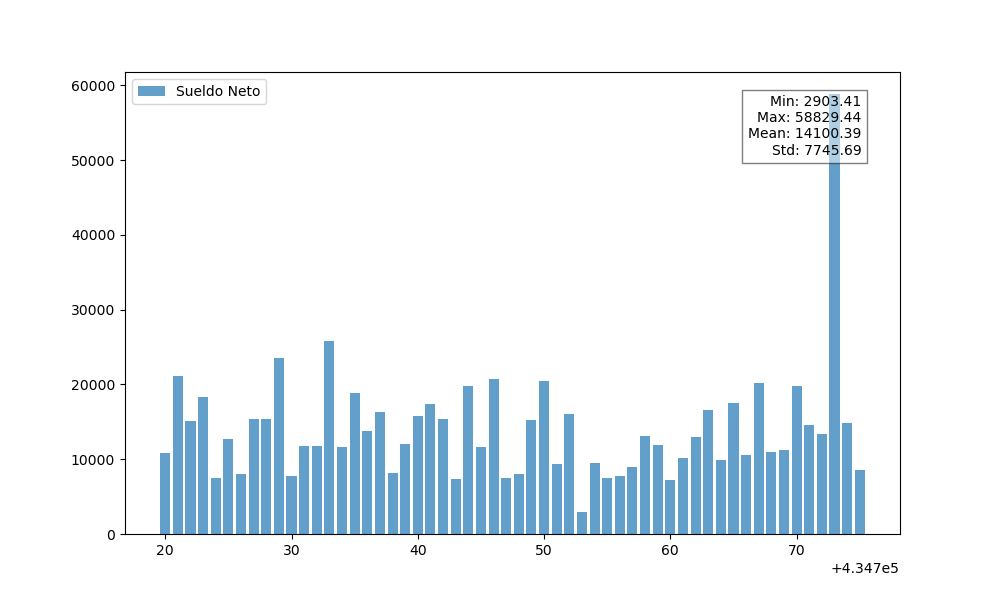 60000
50000
40000
30000
20000
10000
0
Sueldo Neto
Min: 2903.41
Max: 58829.44
Mean: 14100.39
Std: 7745.69
20 30 40 50 60 70
+4.347e5